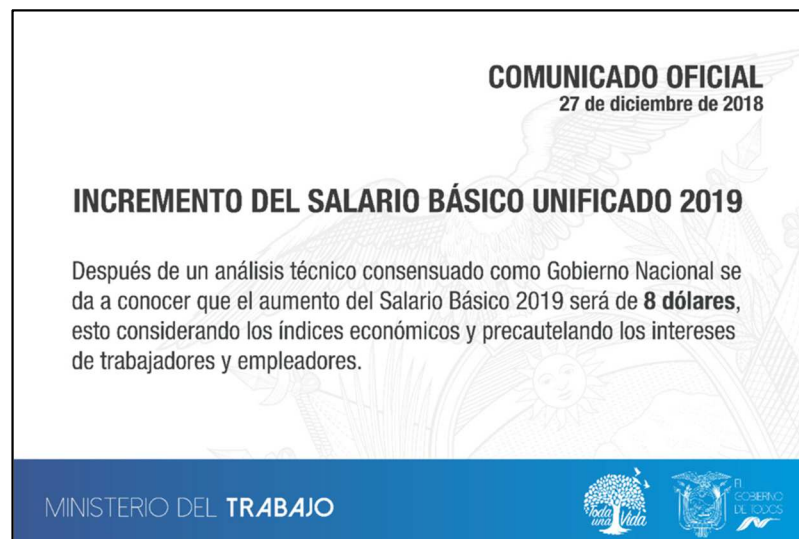 COMUNICADO OFICIAL
27 de diciembre de 2018
INCREMENTO DEL SALARIO BÁSICO UNIFICADO 2019
Después de un análisis técnico consensuado como Gobierno Nacional se
da a conocer que el aumento del Salario Básico 2019 será de 8 dólares,
esto considerando los índices económicos y precautelando los intereses
de trabajadores y empleadores.
MINISTERIO DEL TRABAJO
Toda
una Vida
EL
GOBIERNO
DE TODOS